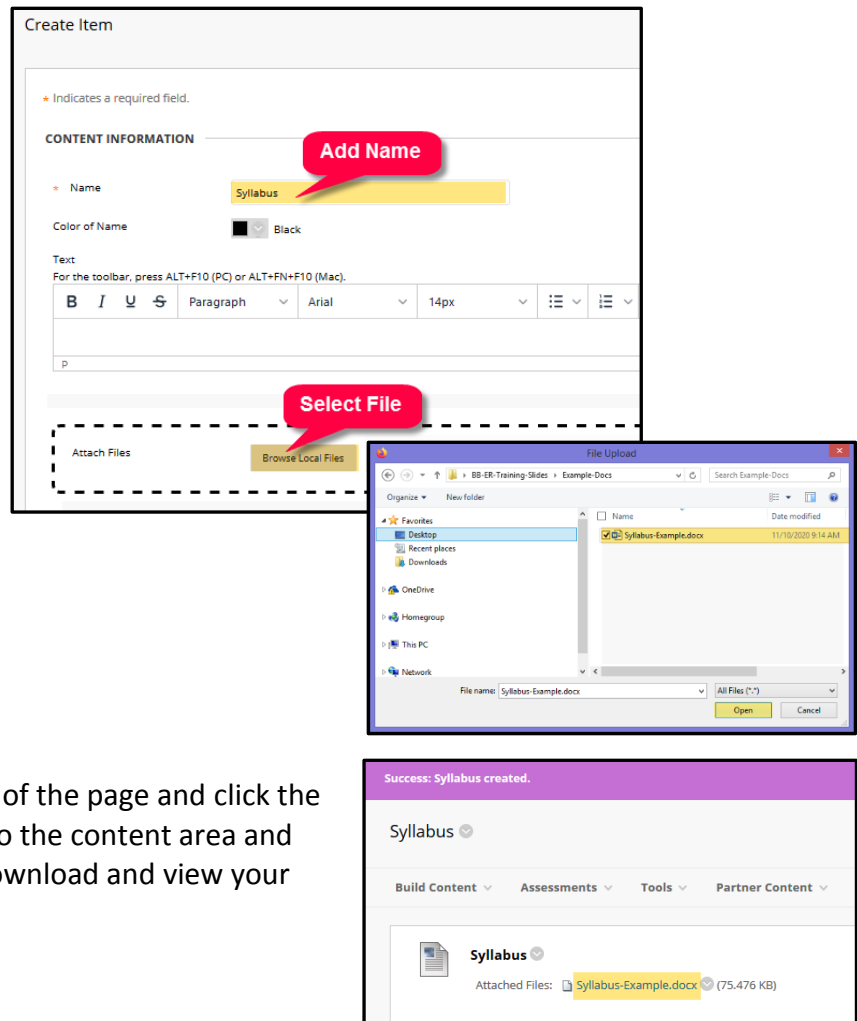 Create Item
* Indicates a required field.
CONTENT INFORMATION
Add Name
* Name
Syllabus
Color of Name
Black
Text
For the toolbar, press ALT+F10 (PC) or ALT+FN+F10 (Mac).
B I U S Paragraph Arial 14px
P
Select File
Attach Files
Browse Local Files
File Upload
BB-ER-Training-Slides Example-Docs
Search Example-Docs
Organize New folder
Favorites
Desktop
Recent places
Downloads
OneDrive
Homegroup
This PC
Network
Name Date modified
Syllabus-Example.docx 11/10/2020 9:14 AM
File name: Syllabus-Example.docx
All Files (*.*)
Open Cancel
of the page and click the
o the content area and
ownload and view your
Success: Syllabus created.
Syllabus
Build Content Assessments Tools Partner Content
Syllabus
Attached Files: Syllabus-Example.docx (75.476 KB)